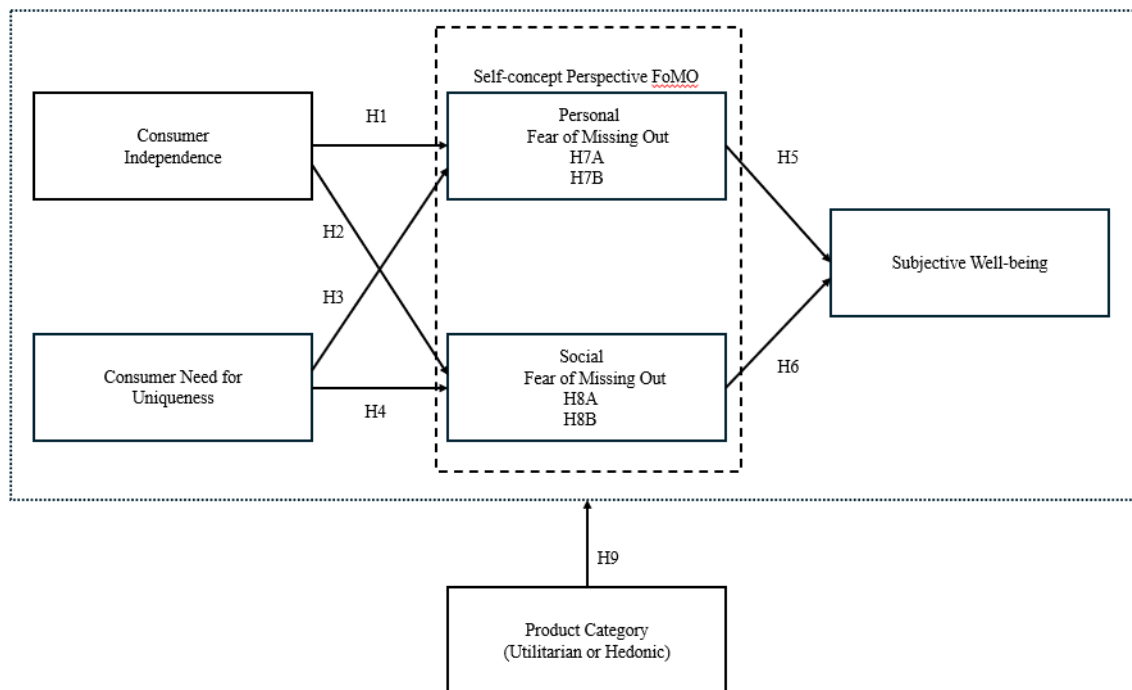 Self-concept Perspective FoMO
Consumer
Independence
H1
Personal
Fear of Missing Out
H7A
H7B
H5
H2
H3
Subjective Well-being
Consumer Need for
Uniqueness
H4
Social
Fear of Missing Out
H8A
H8B
H6
H9
Product Category
(Utilitarian or Hedonic)